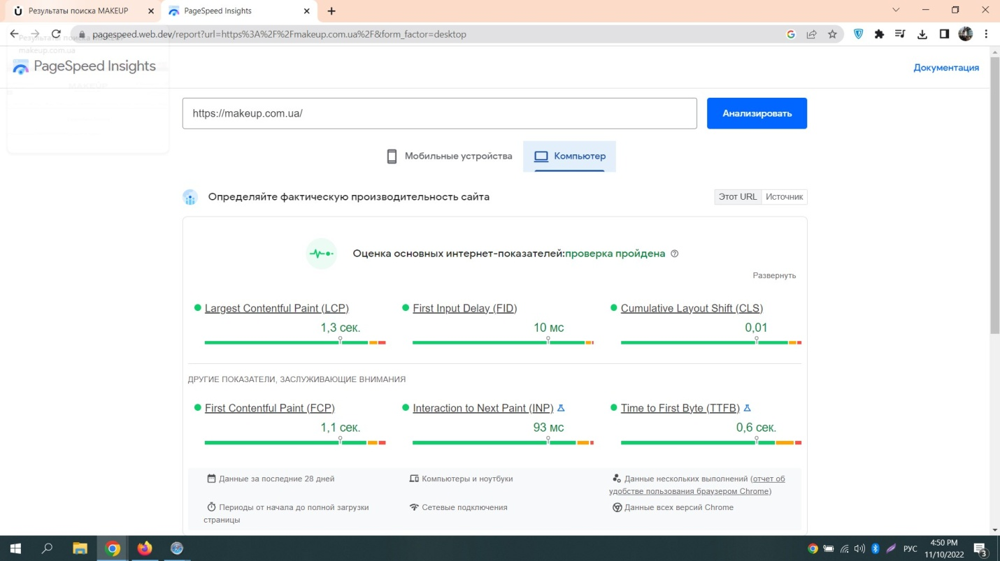 Результаты поиска MAKEUP
PageSpeed Insights
pagespeed.web.dev/report?url=https%3A%2F%2Fmakeup.com.ua%2F&form_factor=desktop
makeup.com.ua
PageSpeed Insights
Документация
https://makeup.com.ua/
Анализировать
Мобильные устройства
Компьютер
Определяйте фактическую производительность сайта
Этот URL
Источник
Оценка основных интернет-показателей:проверка пройдена
Развернуть
Largest Contentful Paint (LCP)
1,3 сек.
First Input Delay (FID)
10 мс
Cumulative Layout Shift (CLS)
0,01
ДРУГИЕ ПОКАЗАТЕЛИ, ЗАСЛУЖИВАЮЩИЕ ВНИМАНИЯ
First Contentful Paint (FCP)
1,1 сек.
Interaction to Next Paint (INP)
93 мс
Time to First Byte (TTFB)
0,6 сек.
Данные за последние 28 дней
Компьютеры и ноутбуки
Данные нескольких выполнений (отчет об
удобстве пользования браузером Chrome)
Периоды от начала до полной загрузки
страницы
Сетевые подключения
Данные всех версий Chrome
РУС
4:50 PM
11/10/2022
3